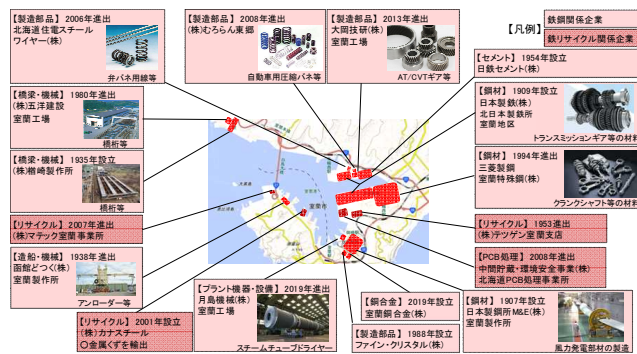 【製造部品】 2006年進出
北海道住電スチール
ワイヤー(株)
弁バネ用線等
【製造部品】 2008年進出
(株)むろらん東郷
自動車用圧縮バネ等
【製造部品】 2013年進出
大岡技研(株)
室蘭工場
AT/CVTギア等
【凡例】
鉄鋼関係企業
鉄リサイクル関係企業
【セメント】 1954年設立
日鉄セメント(株)
【橋梁・機械】 1980年進出
(株)五洋建設
室蘭工場
橋桁等
【鋼材】 1909年設立
日本製鉄(株)
北日本製鉄所
室蘭地区
トランスミッションギア等の材料
【橋梁・機械】 1935年設立
(株)楢崎製作所
橋桁等
【鋼材】 1994年進出
三菱製鋼
室蘭特殊鋼(株)
クランクシャフト等の材料
室蘭市
【リサイクル】 2007年進出
(株)マテック室蘭事業所
【リサイクル】 1953進出
(株)テツゲン室蘭支店
【造船・機械】 1938年進出
函館どつく(株)
室蘭製作所
アンローダー等
【PCB処理】 2008年進出
中間貯蔵・環境安全事業(株)
北海道PCB処理事業所
【リサイクル】 2001年設立
(株)カナスチール
〇金属くずを輸出
【プラント機器・設備】 2019年進出
月島機械(株)
室蘭工場
スチームチューブドライヤー
【銅合金】 2019年設立
室蘭銅合金(株)
【製造部品】 1988年設立
ファイン・クリスタル(株)
【鋼材】 1907年設立
日本製鋼所M&E(株)
室蘭製作所
風力発電部材の製造